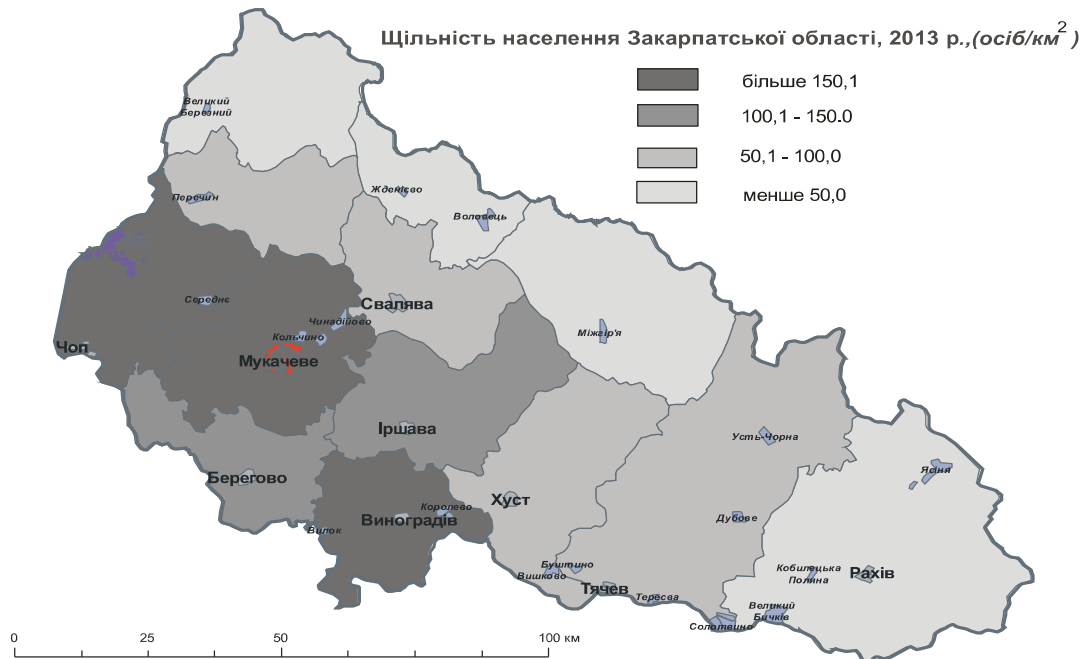 Щільність населення Закарпатської області, 2013 р.,(осіб/км²)
більше 150,1
100,1 - 150.0
50,1 - 100,0
менше 50,0
Великий
Березний
Перечин
Жденієво
Воловець
Середнє
Свалява
Чинадійово
Кольчино
Міжгір'я
Чоп
Мукачеве
Іршава
Усть-Чорна
Ясіня
Берегово
Хуст
Королево
Виноградів
Дубове
Вилок
Буштино
Вишково
Кобилецька
Поляна
Рахів
Тячев
Тересва
Великий
Бичків
Солотвино
0 25 50 100 км